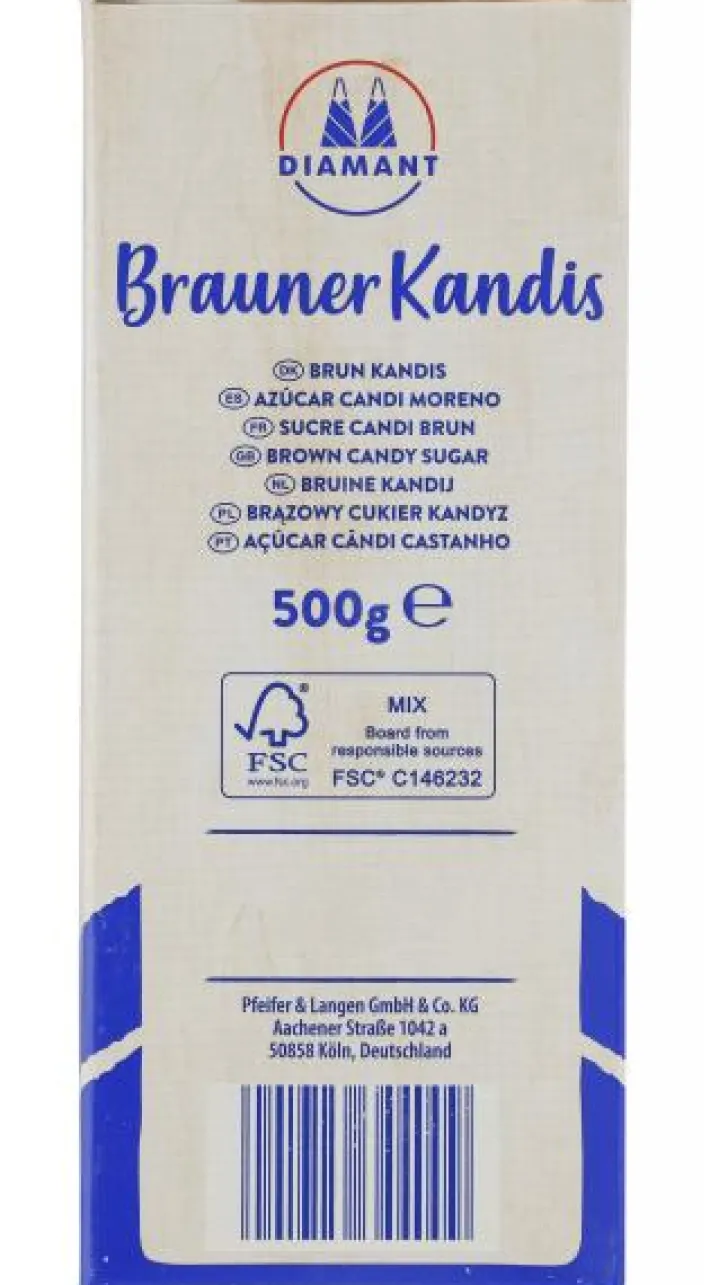 DIAMANT
Brauner Kandis
DK BRUN KANDIS
ES AZÚCAR CANDI MORENO
FR SUCRE CANDI BRUN
GB BROWN CANDY SUGAR
NL BRUINE KANDIJ
PL BRĄZOWY CUKIER KANDYZ
PT AÇÚCAR CÂNDI CASTANHO
500g ℮
MIX
Board from
responsible sources
FSC® C146232
®
FSC
www.fsc.org
Pfeifer & Langen GmbH & Co. KG
Aachener Straße 1042 a
50858 Köln, Deutschland